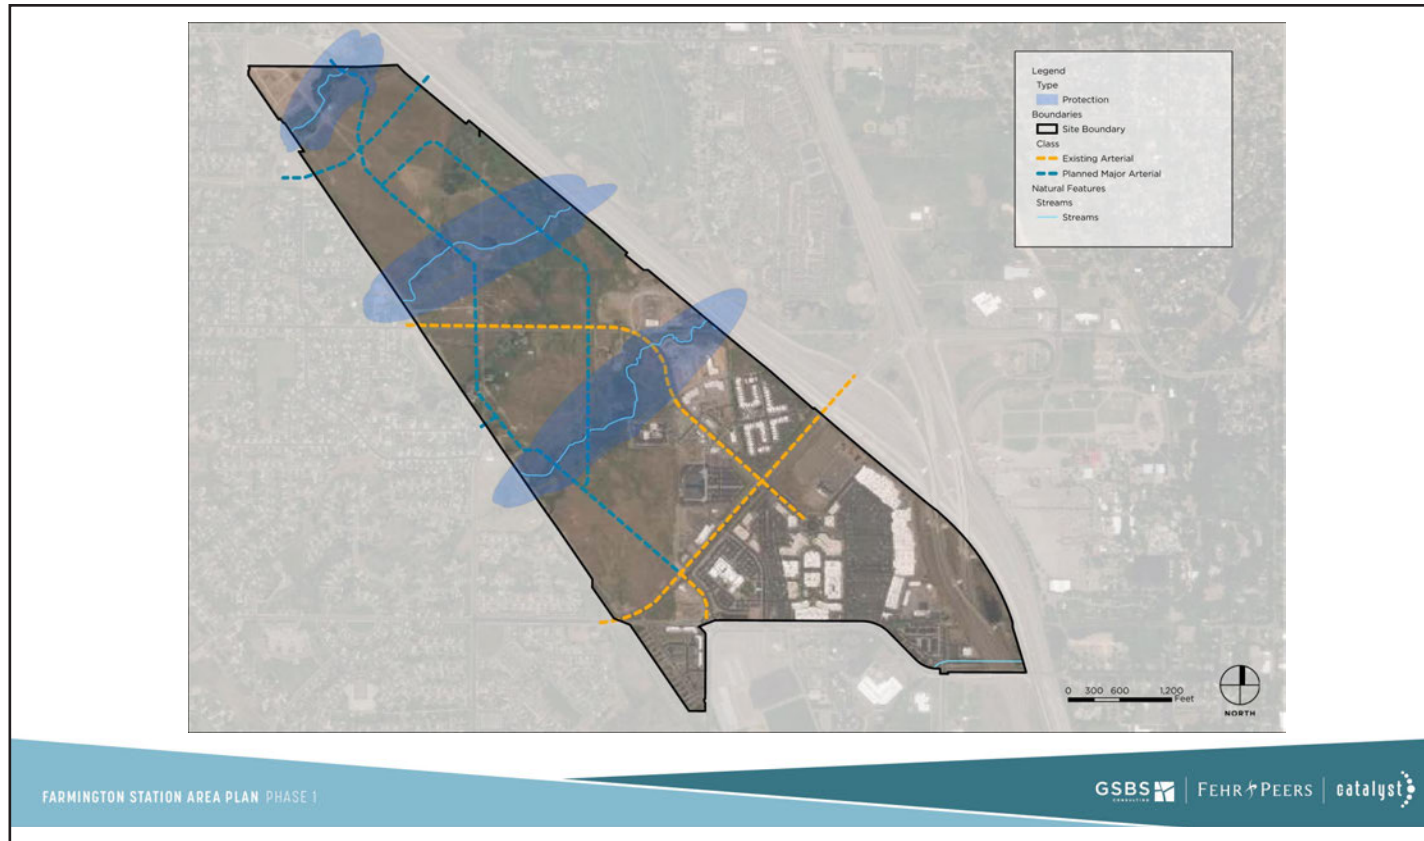 Legend
Type
Protection
Boundaries
Site Boundary
Class
Existing Arterial
Planned Major Arterial
Natural Features
Streams
Streams
0 300 600 1,200
Feet
NORTH
FARMINGTON STATION AREA PLAN PHASE 1
GSBS
CONSULTING
FEHR PEERS
catalyst